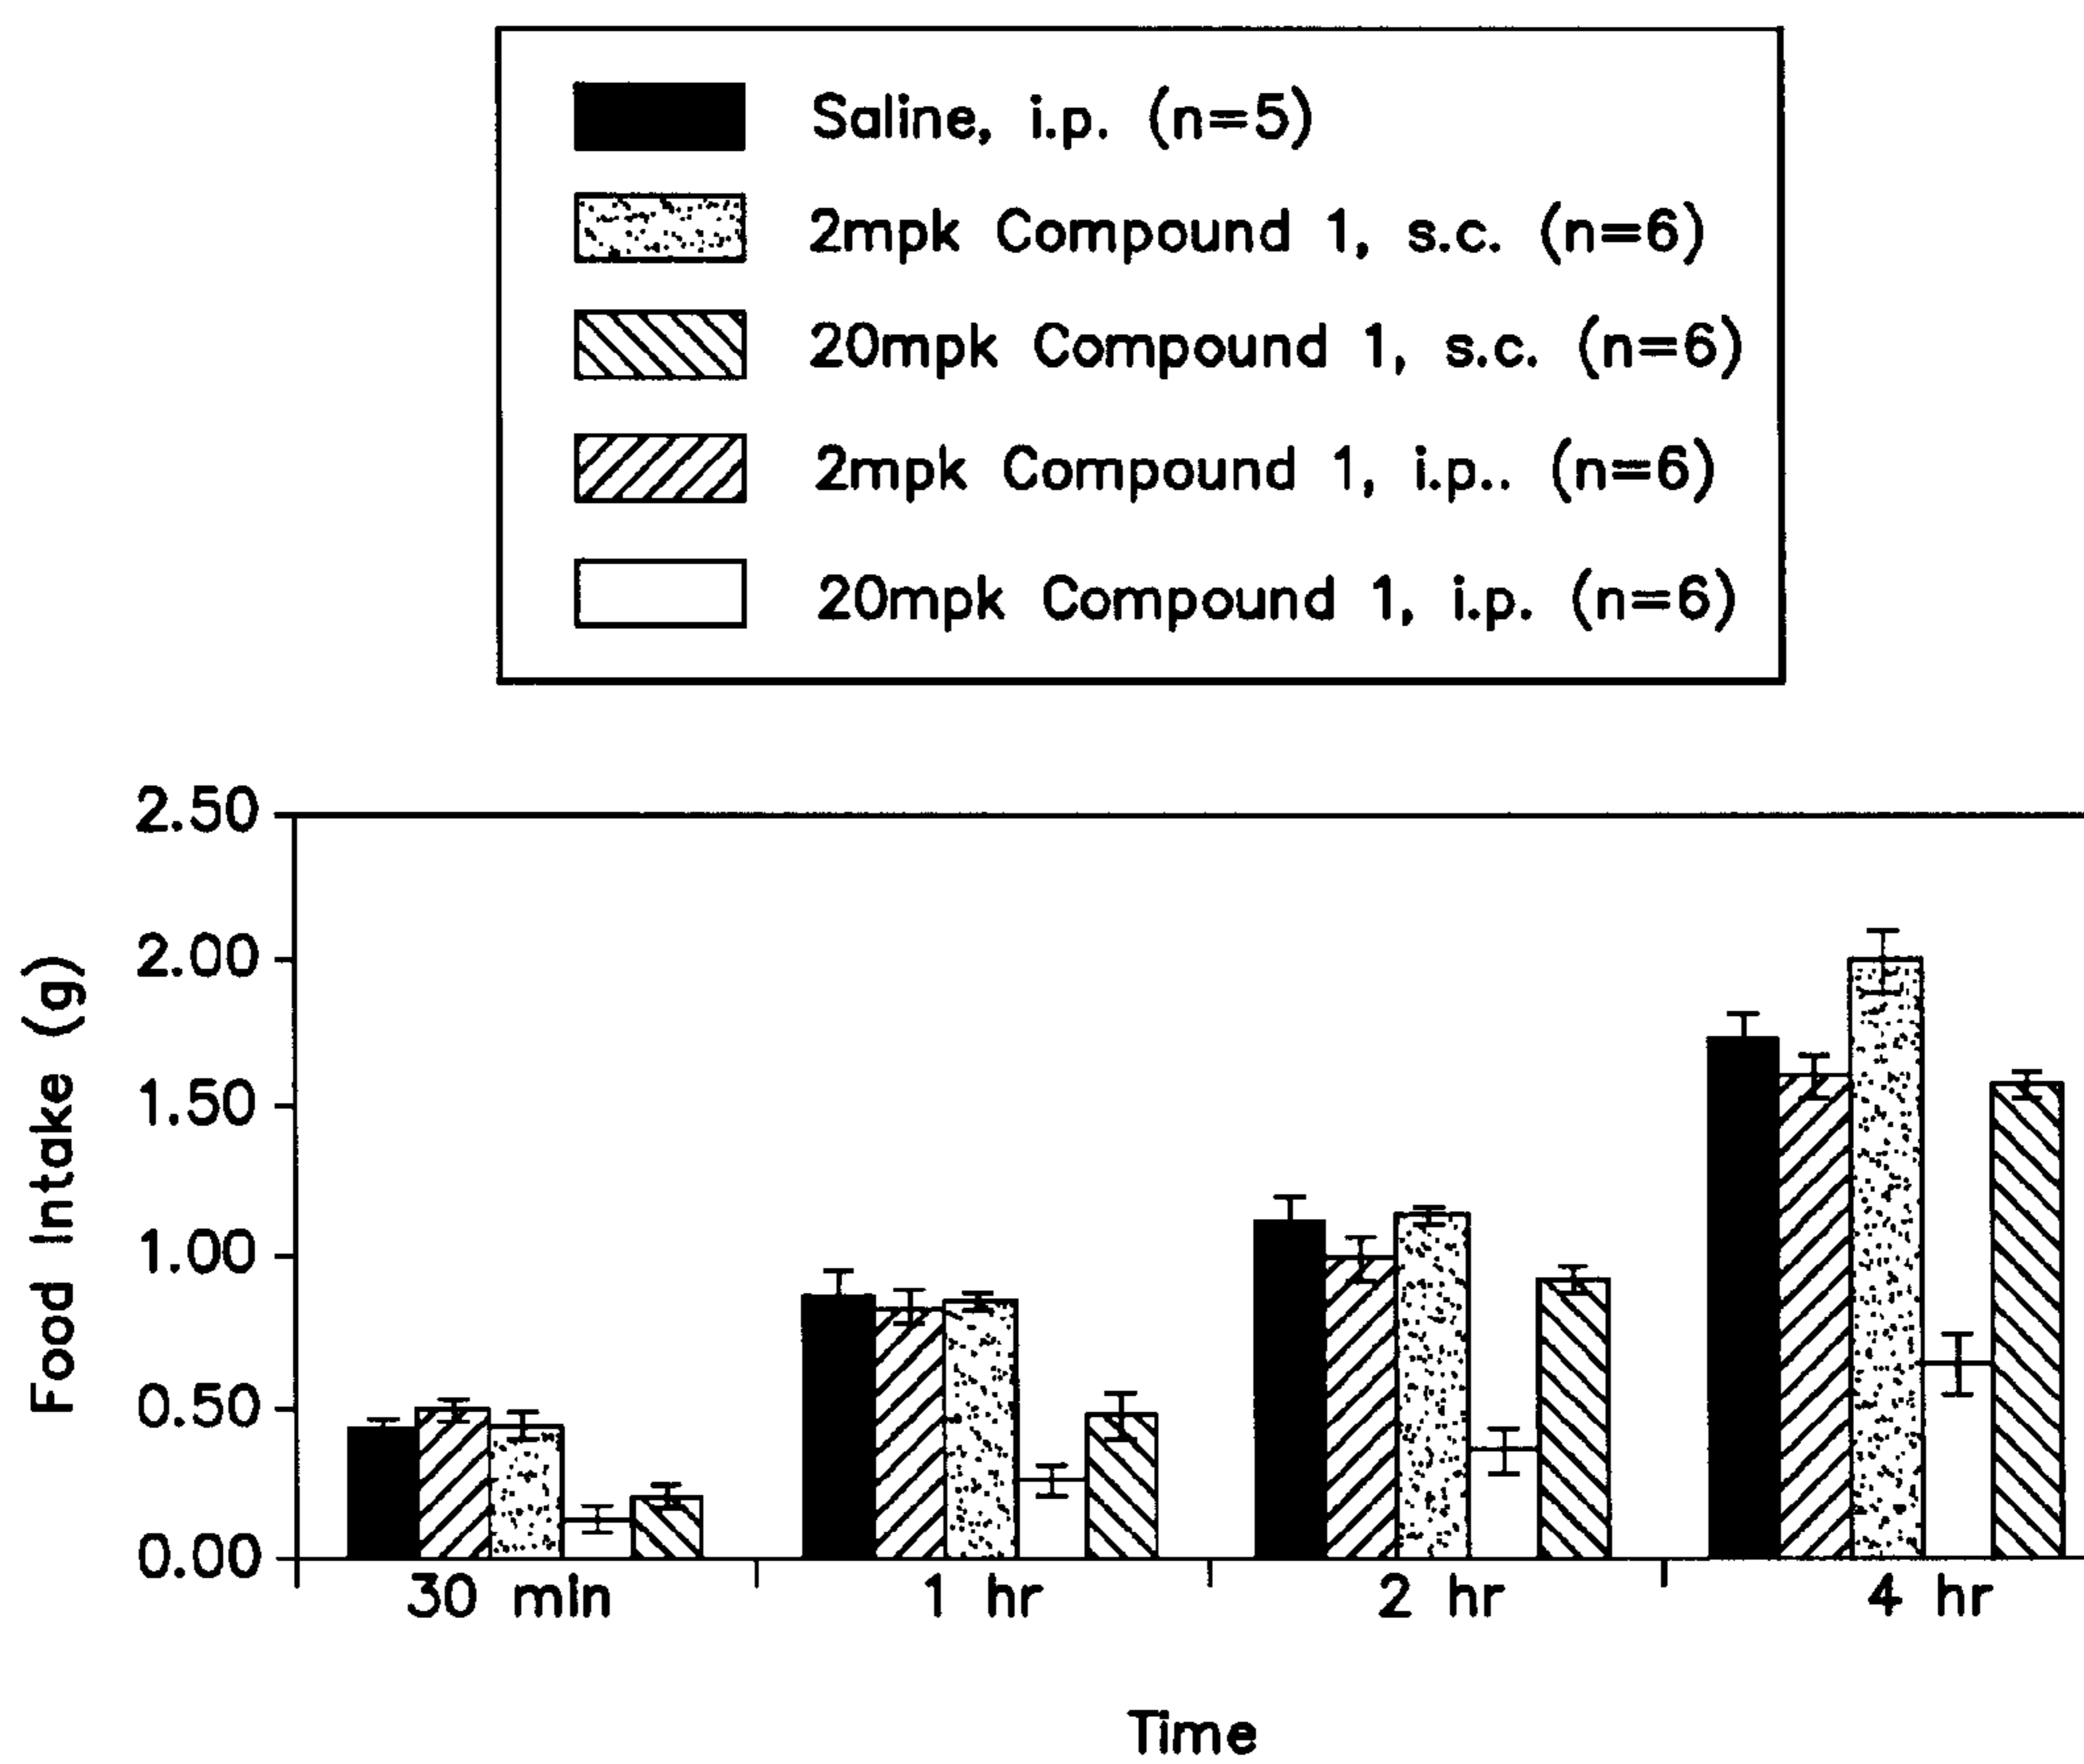 Saline, i.p. (n=5)
2mpk Compound 1, s.c. (n=6)
20mpk Compound 1, s.c. (n=6)
2mpk Compound 1, i.p.. (n=6)
20mpk Compound 1, i.p. (n=6)
Food Intake (g)
2.50
2.00
1.50
1.00
0.50
0.00
30 min 1 hr 2 hr 4 hr
Time